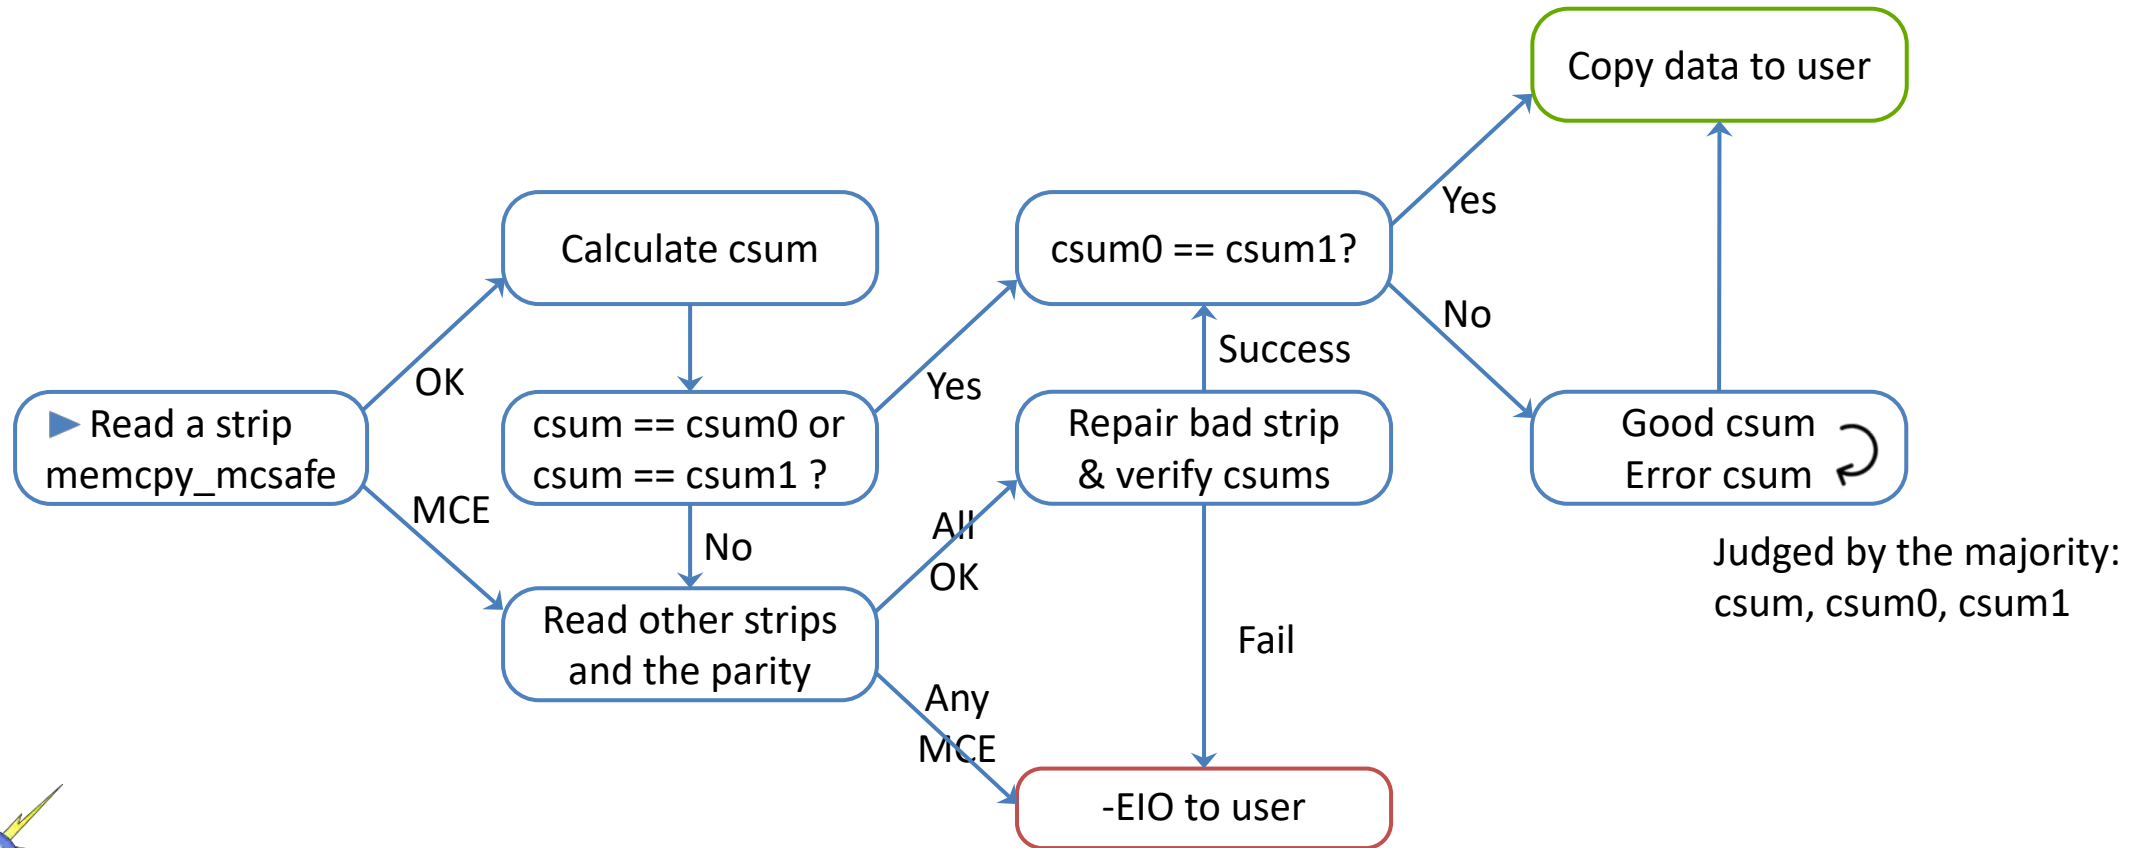 Copy data to user
Yes
Calculate csum
csum0 == csum1?
No
Success
OK
Yes
Read a strip
memcpy_mcsafe
csum == csum0 or
csum == csum1 ?
Repair bad strip
& verify csums
Good csum
Error csum
MCE
No
All
OK
Judged by the majority:
csum, csum0, csum1
Read other strips
and the parity
Fail
Any
MCE
-EIO to user